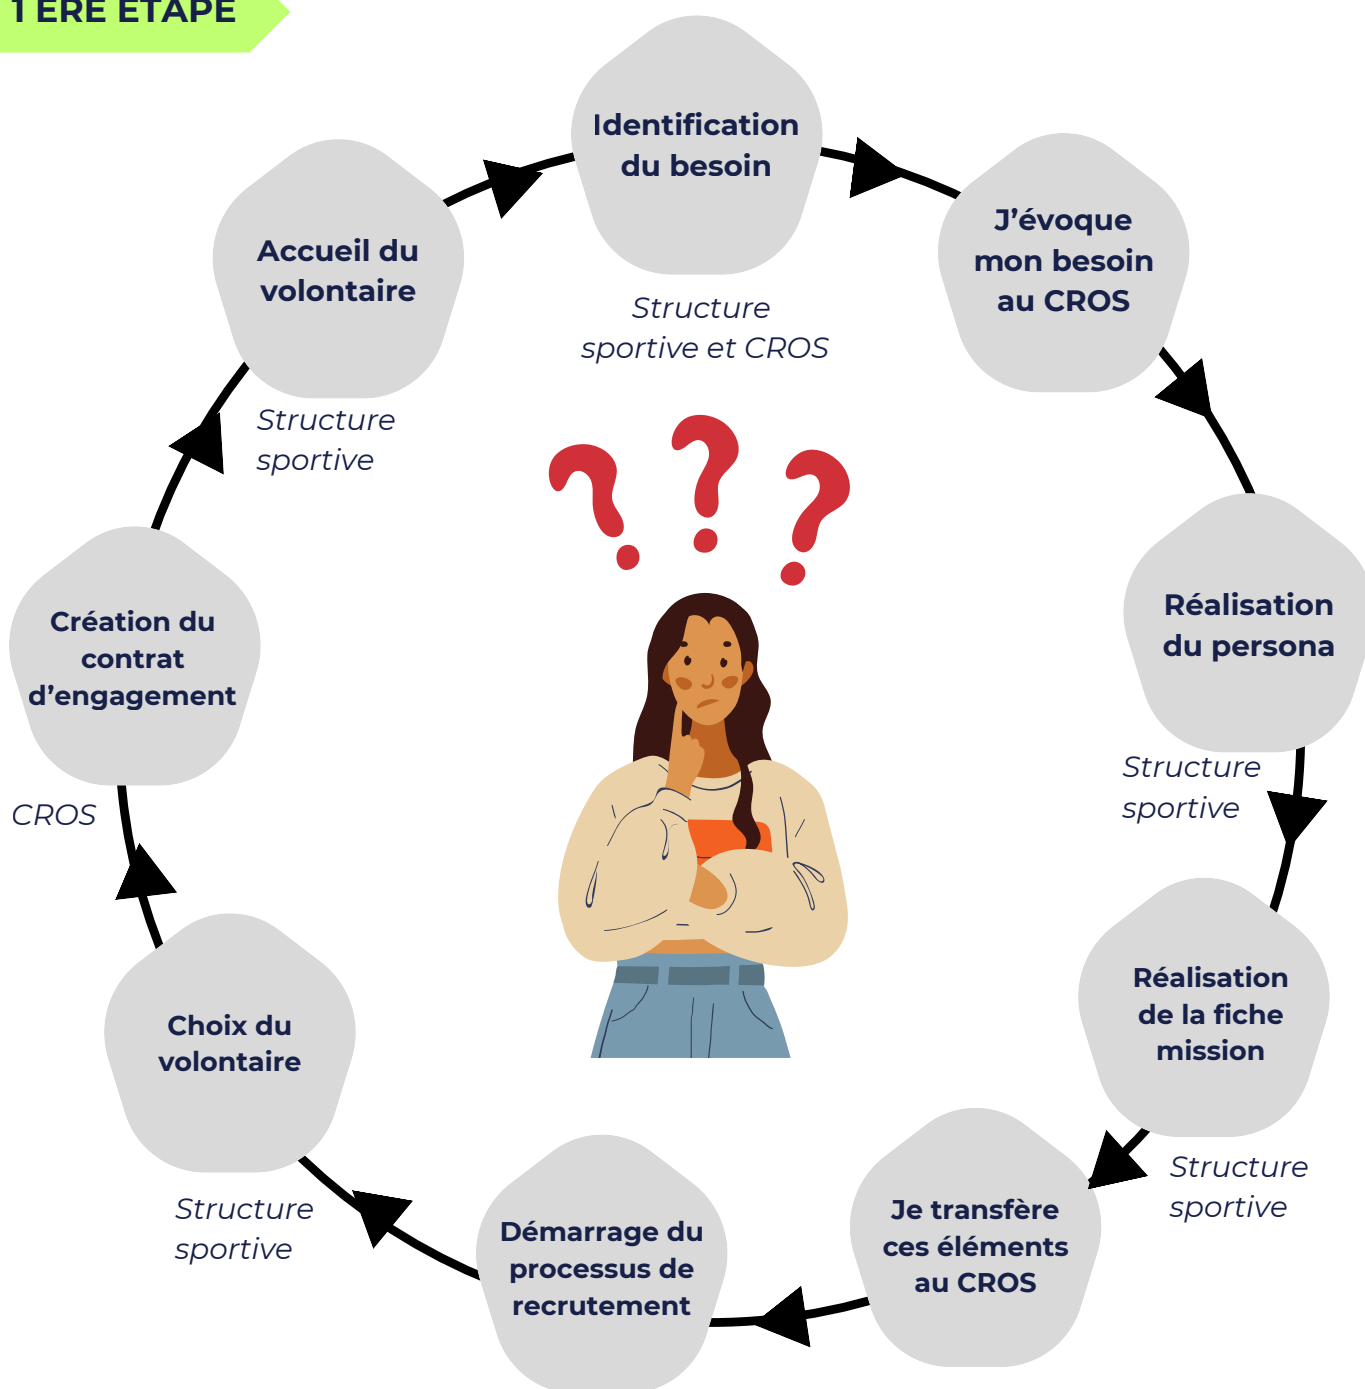 1 ERE ETAPE
Identification
du besoin
Structure
sportive et CROS
J’évoque
mon besoin
au CROS
Réalisation
du persona
Structure
sportive
Réalisation
de la fiche
mission
Structure
sportive
Je transfère
ces éléments
au CROS
Démarrage du
processus de
recrutement
Choix du
volontaire
Structure
sportive
Création du
contrat
d’engagement
CROS
Accueil du
volontaire
Structure
sportive